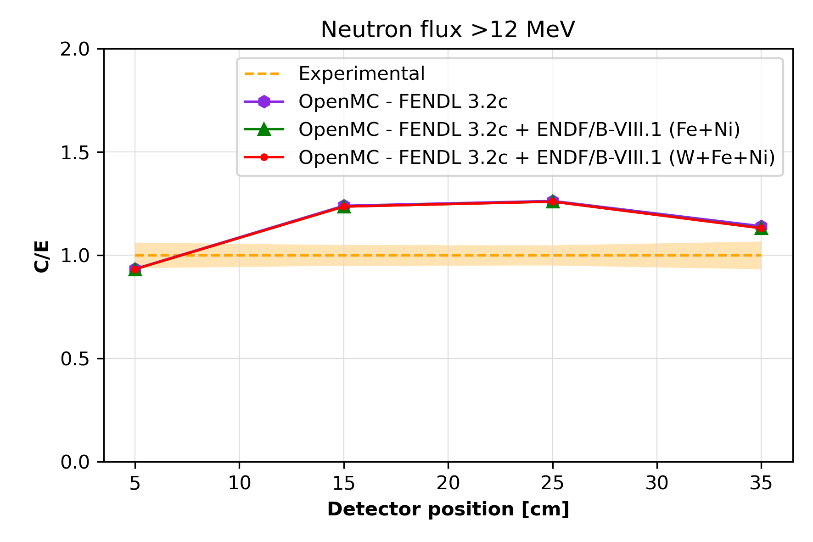 Neutron flux >12 MeV
2.0
1.5
1.0
0.5
0.0
C/E
Experimental
OpenMC - FENDL 3.2c
OpenMC - FENDL 3.2c + ENDF/B-VIII.1 (Fe+Ni)
OpenMC - FENDL 3.2c + ENDF/B-VIII.1 (W+Fe+Ni)
5 10 15 20 25 30 35
Detector position [cm]